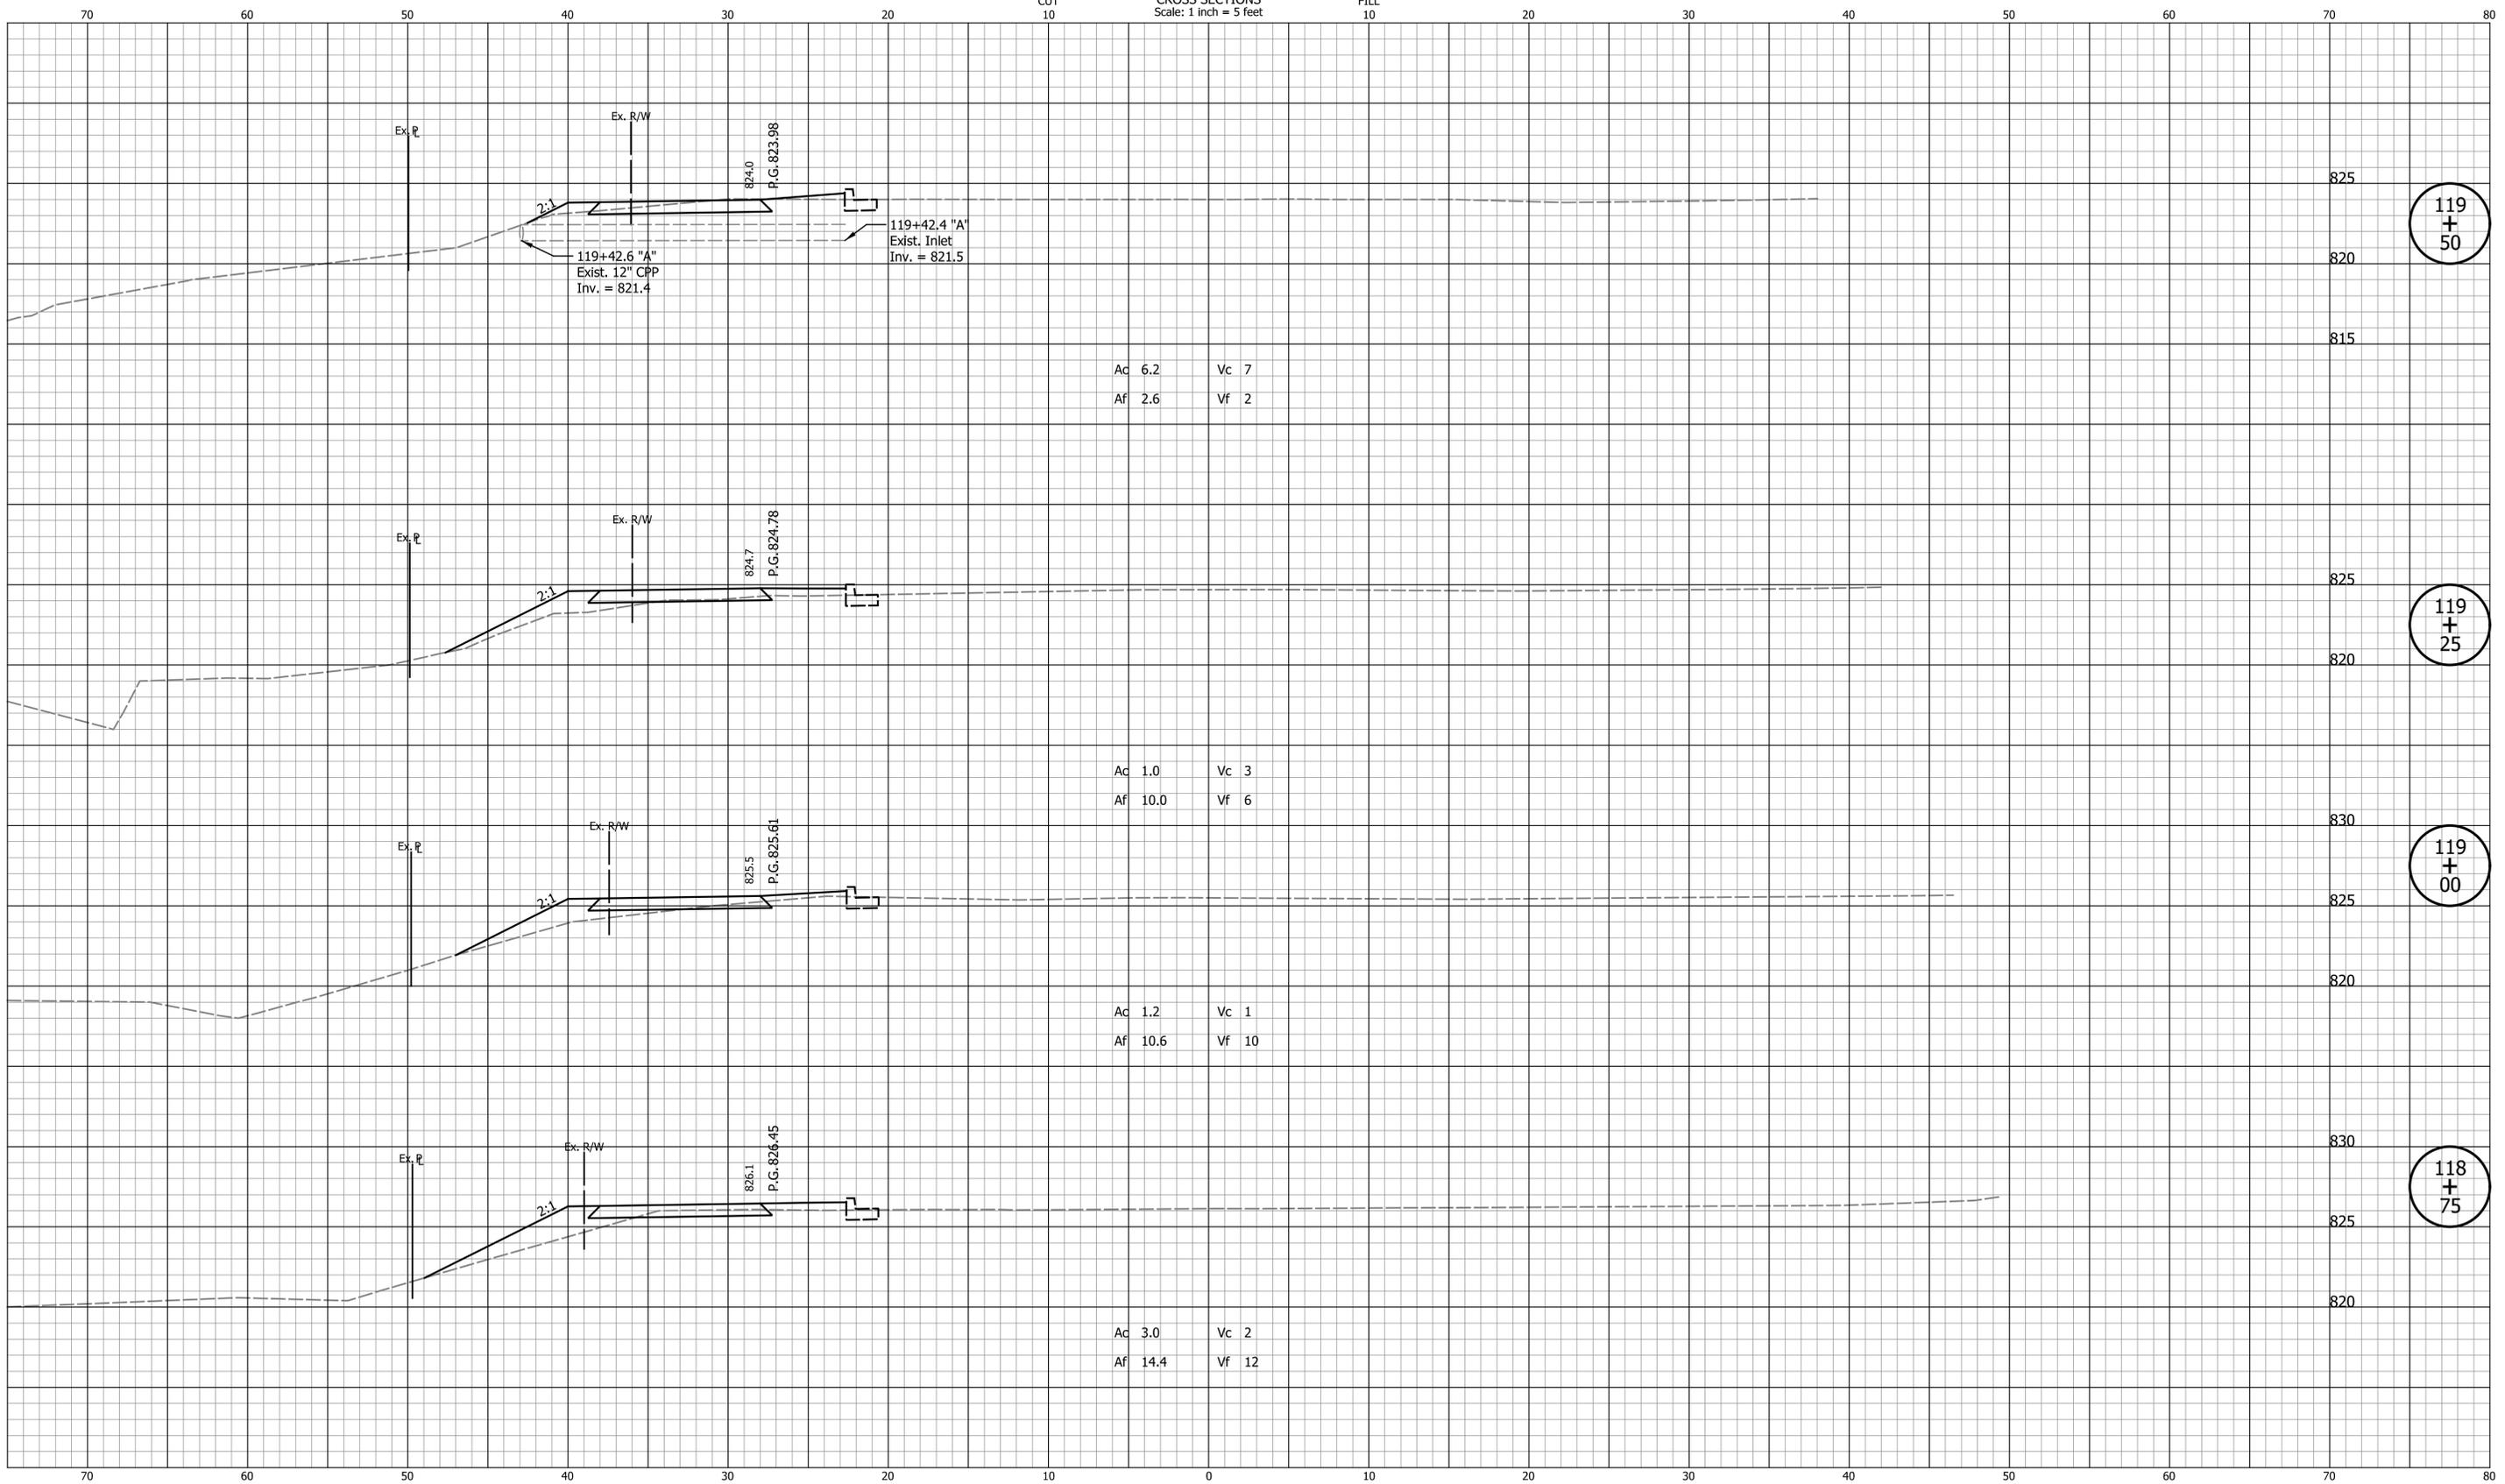 CUT CROSS SECTIONS FILL
Scale: 1 inch = 5 feet
70 60 50 40 30 20 10 10 20 30 40 50 60 70 80
Ex. R/W
Ex. PL
824.0
P.G. 823.98
2:1
825
119
+
50
119+42.4 "A"
Exist. Inlet
Inv. = 821.5
119+42.6 "A"
Exist. 12" CPP
Inv. = 821.4
820
815
Ac 6.2 Vc 7
Af 2.6 Vf 2
Ex. R/W
Ex. PL
824.7
P.G. 824.78
2:1
825
119
+
25
820
Ac 1.0 Vc 3
Af 10.0 Vf 6
830
Ex. R/W
Ex. PL
825.5
P.G. 825.61
2:1
119
+
00
825
820
Ac 1.2 Vc 1
Af 10.6 Vf 10
830
Ex. R/W
Ex. PL
826.1
P.G. 826.45
2:1
118
+
75
825
820
Ac 3.0 Vc 2
Af 14.4 Vf 12
70 60 50 40 30 20 10 0 10 20 30 40 50 60 70 80